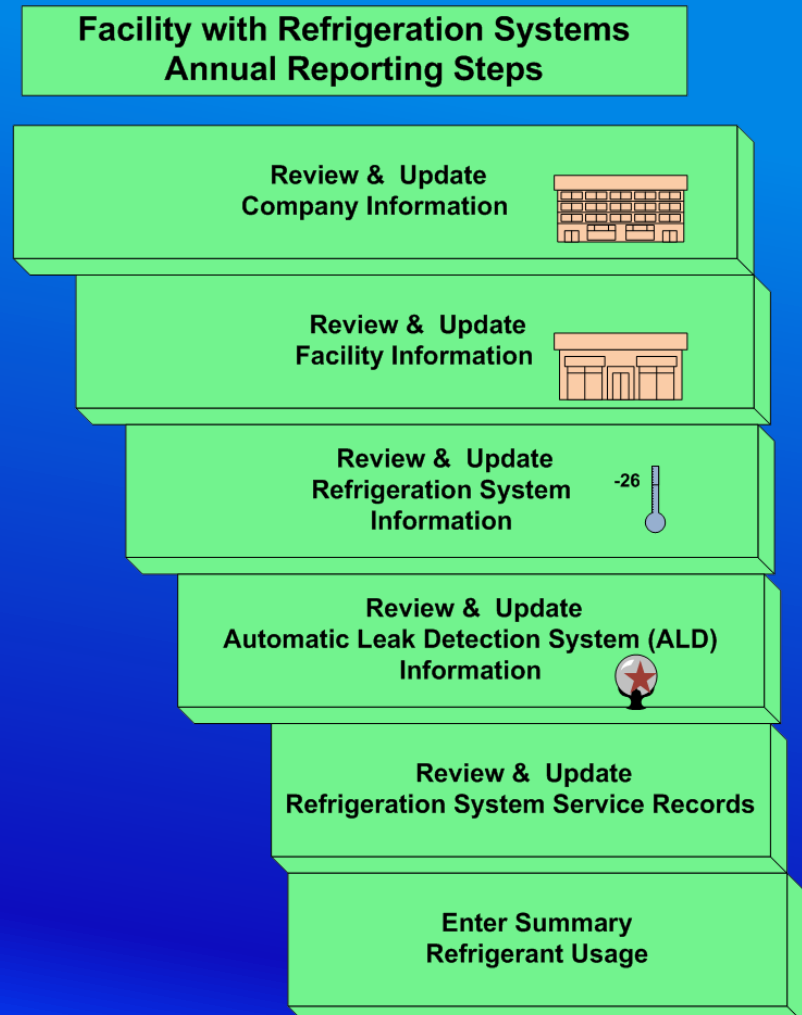 Facility with Refrigeration Systems
Annual Reporting Steps
Review & Update
Company Information
Review & Update
Facility Information
Review & Update
Refrigeration System
Information
-26
Review & Update
Automatic Leak Detection System (ALD)
Information
Review & Update
Refrigeration System Service Records
Enter Summary
Refrigerant Usage